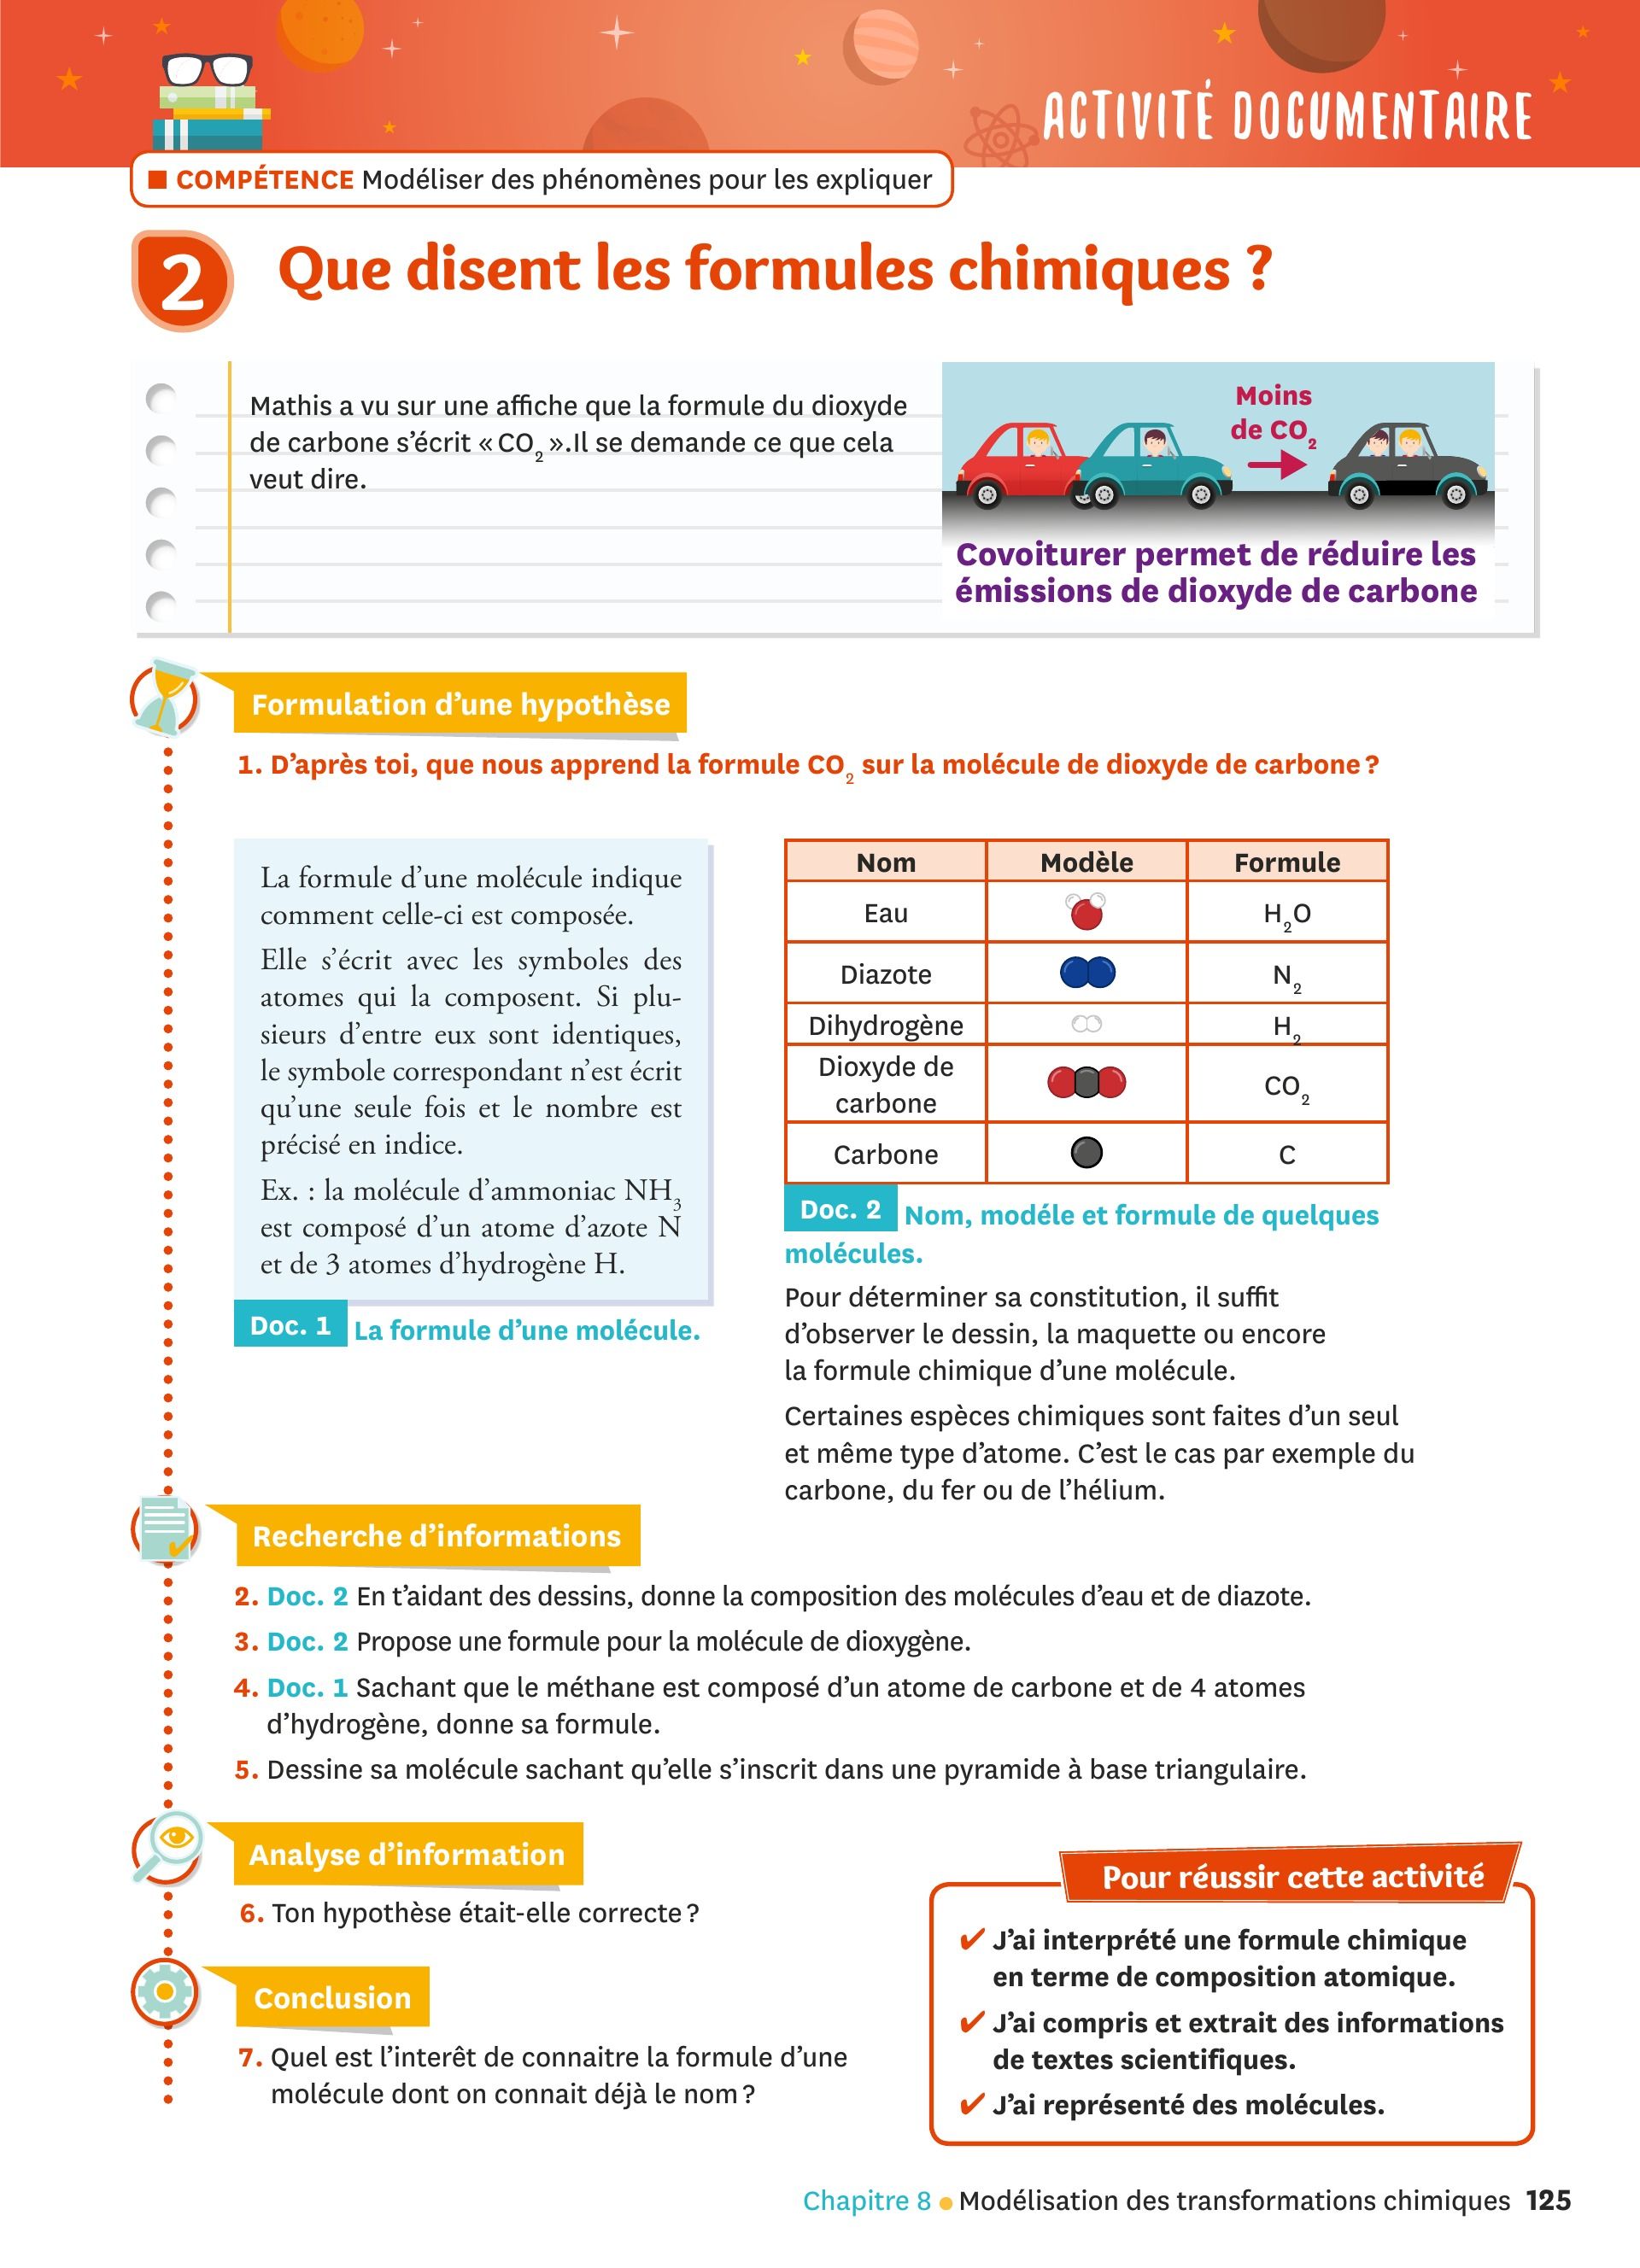 ACTIVITÉ DOCUMENTAIRE
COMPÉTENCE Modéliser des phénomènes pour les expliquer
2 Que disent les formules chimiques ?
Mathis a vu sur une affiche que la formule du dioxyde
de carbone s’écrit « CO₂ ».Il se demande ce que cela
veut dire.
Moins
de CO₂
Covoiturer permet de réduire les
émissions de dioxyde de carbone
Formulation d’une hypothèse
1. D’après toi, que nous apprend la formule CO₂ sur la molécule de dioxyde de carbone ?
La formule d’une molécule indique
comment celle-ci est composée.
Elle s’écrit avec les symboles des
atomes qui la composent. Si plu-
sieurs d’entre eux sont identiques,
le symbole correspondant n’est écrit
qu’une seule fois et le nombre est
précisé en indice.
Ex. : la molécule d’ammoniac NH₃
est composé d’un atome d’azote N
et de 3 atomes d’hydrogène H.
Doc. 1 La formule d’une molécule.
Nom Modèle Formule
Eau H₂O
Diazote N₂
Dihydrogène H₂
Dioxyde de
carbone CO₂
Carbone C
Doc. 2 Nom, modéle et formule de quelques
molécules.
Pour déterminer sa constitution, il suffit
d’observer le dessin, la maquette ou encore
la formule chimique d’une molécule.
Certaines espèces chimiques sont faites d’un seul
et même type d’atome. C’est le cas par exemple du
carbone, du fer ou de l’hélium.
Recherche d’informations
2. Doc. 2 En t’aidant des dessins, donne la composition des molécules d’eau et de diazote.
3. Doc. 2 Propose une formule pour la molécule de dioxygène.
4. Doc. 1 Sachant que le méthane est composé d’un atome de carbone et de 4 atomes
d’hydrogène, donne sa formule.
5. Dessine sa molécule sachant qu’elle s’inscrit dans une pyramide à base triangulaire.
Analyse d’information
6. Ton hypothèse était-elle correcte ?
Conclusion
7. Quel est l’interêt de connaitre la formule d’une
molécule dont on connait déjà le nom ?
Pour réussir cette activité
✔ J’ai interprété une formule chimique
en terme de composition atomique.
✔ J’ai compris et extrait des informations
de textes scientifiques.
✔ J’ai représenté des molécules.
Chapitre 8 • Modélisation des transformations chimiques 125